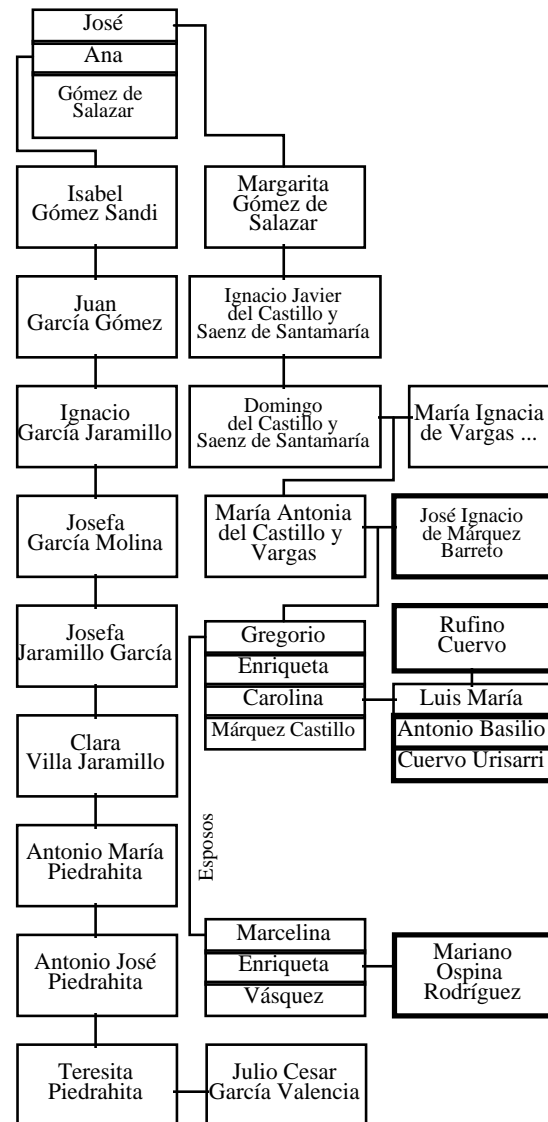 José
Ana
Gómez de
Salazar
Isabel
Gómez Sandi
Margarita
Gómez de
Salazar
Juan
García Gómez
Ignacio Javier
del Castillo y
Saenz de Santamaría
Ignacio
García Jaramillo
Domingo
del Castillo y
Saenz de Santamaría
María Ignacia
de Vargas ...
Josefa
García Molina
María Antonia
del Castillo y
Vargas
José Ignacio
de Márquez
Barreto
Josefa
Jaramillo García
Gregorio
Enriqueta
Carolina
Márquez Castillo
Rufino
Cuervo
Luis María
Antonio Basilio
Cuervo Urisarri
Clara
Villa Jaramillo
Esposos
Antonio María
Piedrahita
Antonio José
Piedrahita
Marcelina
Enriqueta
Vásquez
Mariano
Ospina
Rodríguez
Teresita
Piedrahita
Julio Cesar
García Valencia